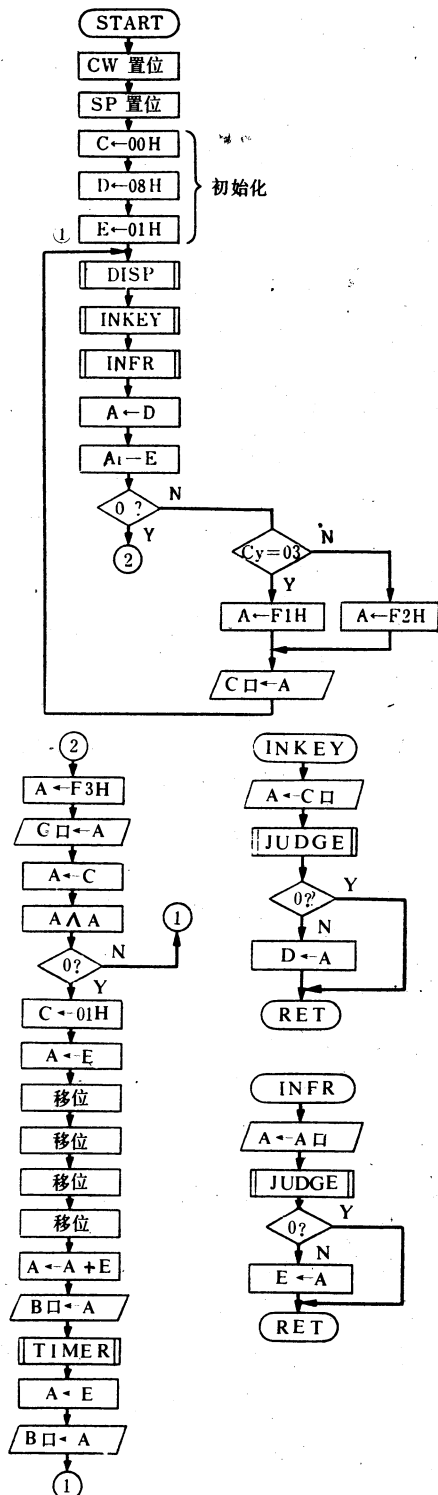 START
CW 置位
SP 置位
C←00H
D←08H
E←01H
初始化
①
DISP
INKEY
INFR
A←D
A←E
0 ?
N
Y
②
Cy=03
N
Y
A←F1H
A←F2H
C口←A
②
A←F3H
C口←A
A←C
A∧A
0?
N
①
Y
C←01H
A←E
移位
移位
移位
移位
A←A+E
B口←A
TIMER
A←E
B口←A
①
INKEY
A←C口
JUDGE
0?
Y
N
D←A
RET
INFR
A←A口
JUDGE
0?
Y
N
E←A
RET